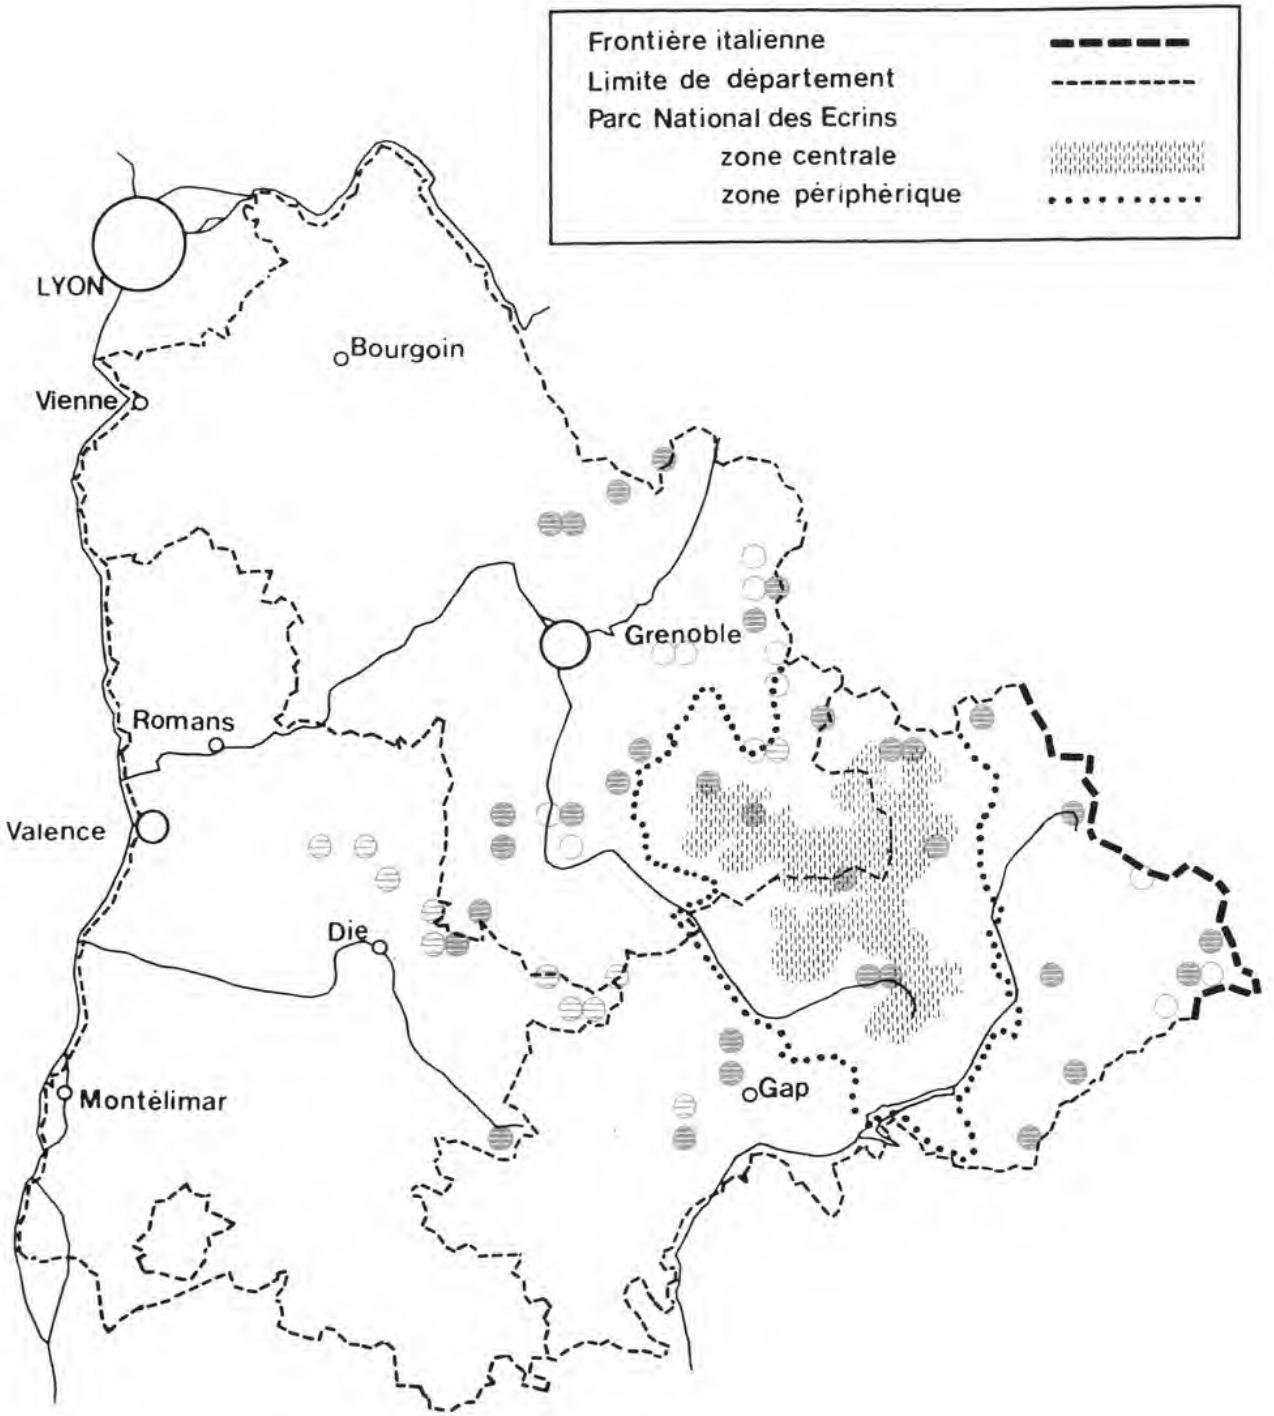 Frontière italienne
Limite de département
Parc National des Ecrins
zone centrale
zone périphèrique
LYON
Bourgoin
Vienne
Grenoble
Romans
Valence
Die
Montélimar
Gap